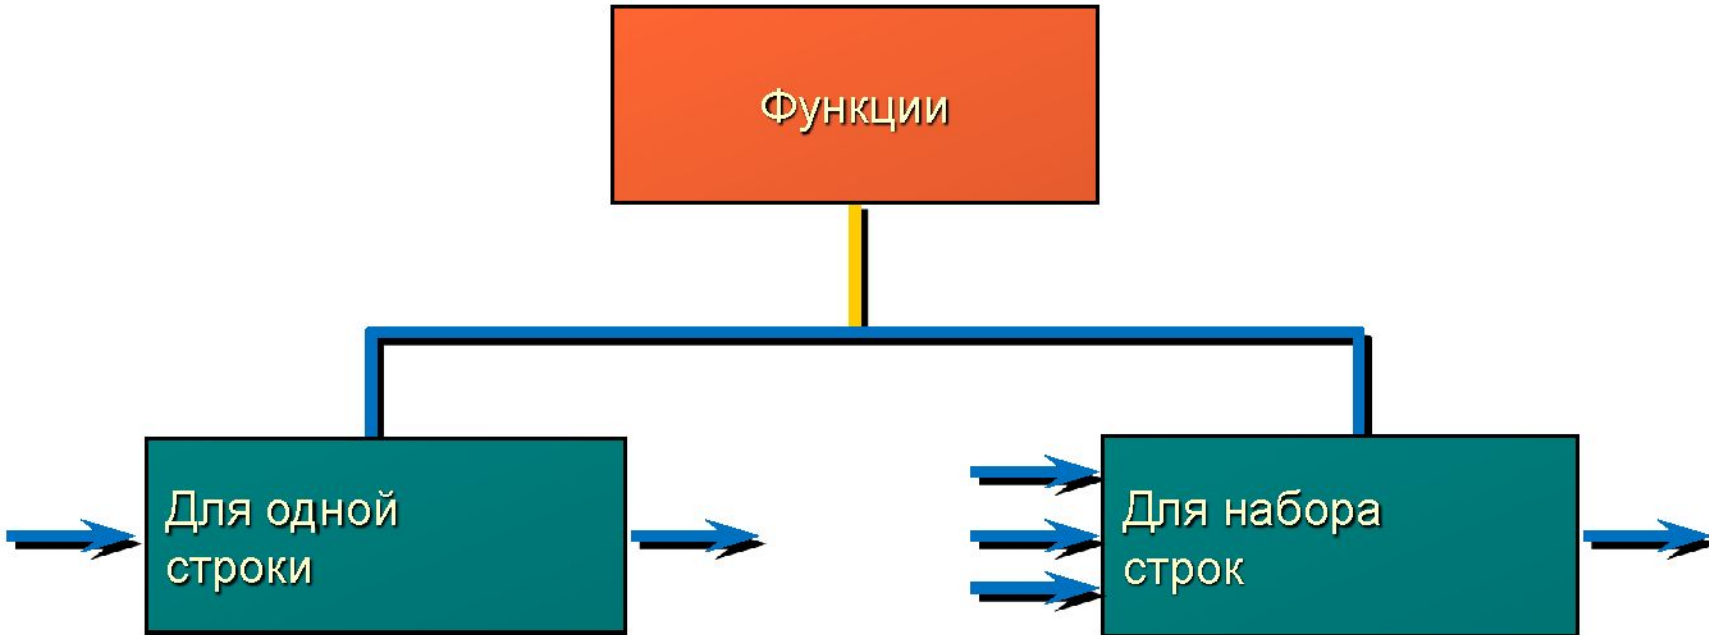 Функции
Для одной
строки
Для набора
строк